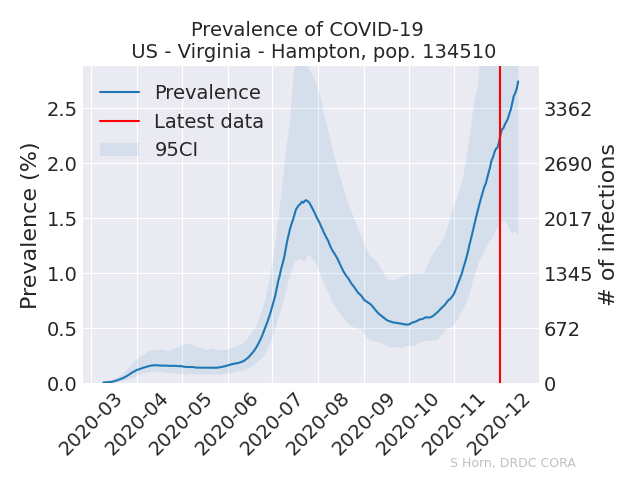 Prevalence of COVID-19
US - Virginia - Hampton, pop. 134510
Prevalence
Latest data
95CI
Prevalence (%)
2.5
2.0
1.5
1.0
0.5
0.0
3362
2690
2017
1345
672
0
# of infections
2020-03
2020-04
2020-05
2020-06
2020-07
2020-08
2020-09
2020-10
2020-11
2020-12
S Horn, DRDC CORA